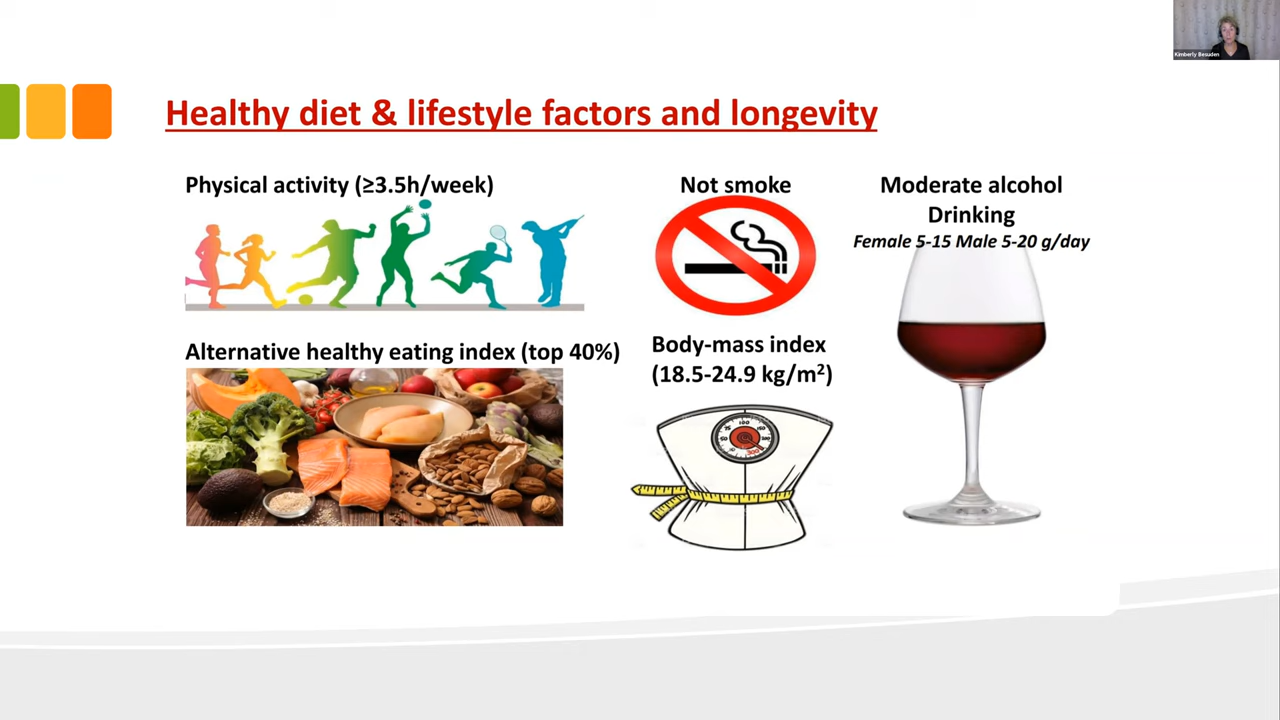 Kimberly Beauden
Healthy diet & lifestyle factors and longevity
Physical activity (≥3.5h/week)
Not smoke
Moderate alcohol
Drinking
Female 5-15 Male 5-20 g/day
Alternative healthy eating index (top 40%)
Body-mass index
(18.5-24.9 kg/m²)